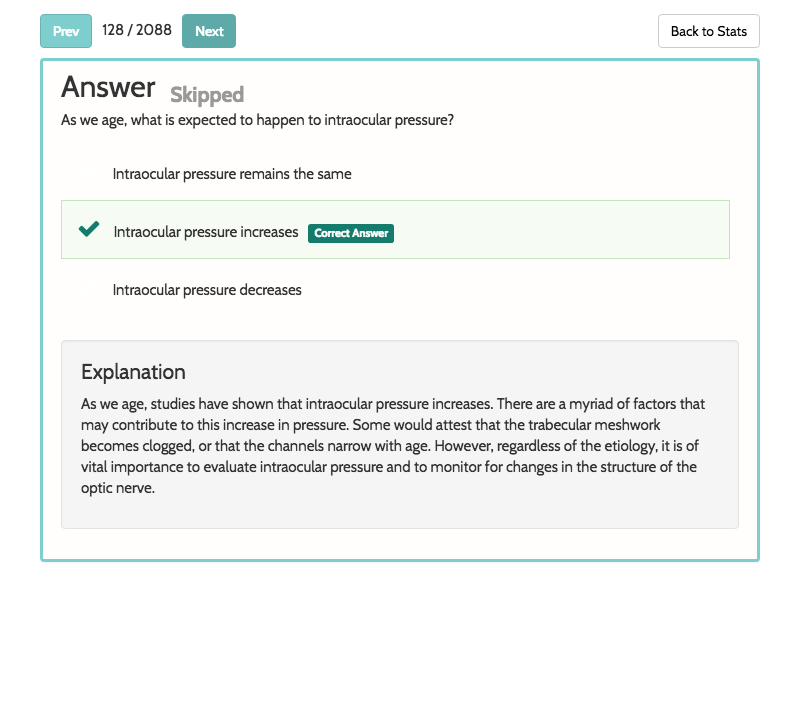 Prev 128 / 2088 Next Back to Stats
Answer Skipped
As we age, what is expected to happen to intraocular pressure?
Intraocular pressure remains the same
Intraocular pressure increases Correct Answer
Intraocular pressure decreases
Explanation
As we age, studies have shown that intraocular pressure increases. There are a myriad of factors that
may contribute to this increase in pressure. Some would attest that the trabecular meshwork
becomes clogged, or that the channels narrow with age. However, regardless of the etiology, it is of
vital importance to evaluate intraocular pressure and to monitor for changes in the structure of the
optic nerve.